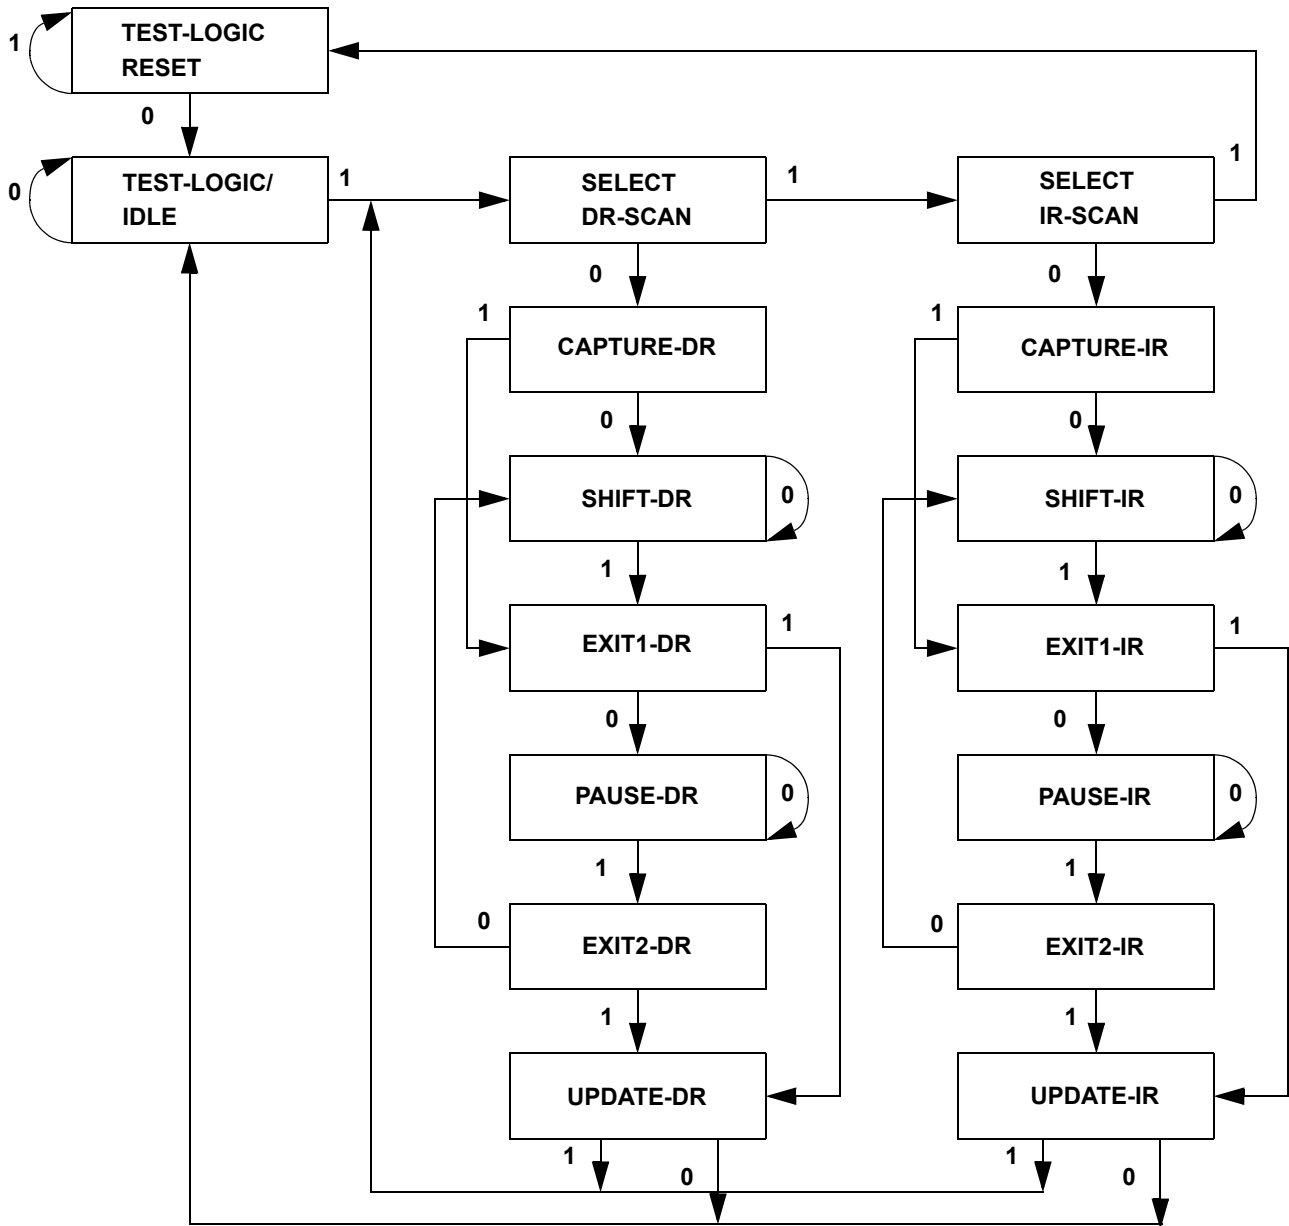 TEST-LOGIC
RESET
1
0
TEST-LOGIC/
IDLE
0
1
SELECT
DR-SCAN
1
SELECT
IR-SCAN
1
0
0
1
CAPTURE-DR
1
CAPTURE-IR
0
0
SHIFT-DR
0
SHIFT-IR
0
1
1
EXIT1-DR
1
EXIT1-IR
1
0
0
PAUSE-DR
0
PAUSE-IR
0
1
1
0
EXIT2-DR
0
EXIT2-IR
1
1
UPDATE-DR
UPDATE-IR
1
0
1
0